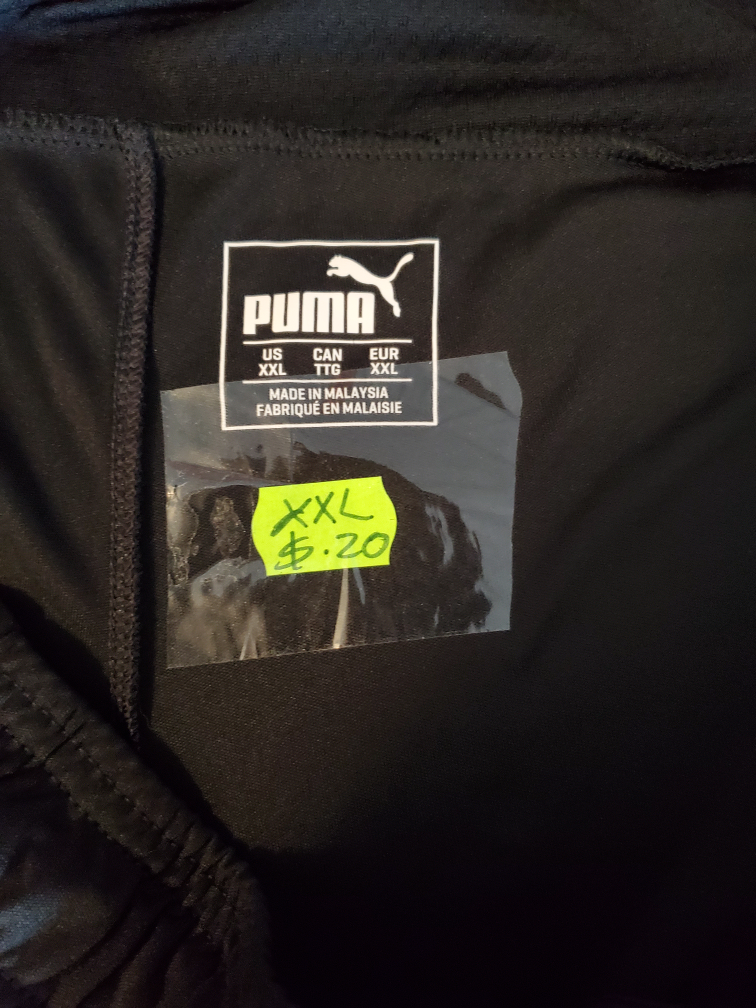 PUMA
US CAN EUR
XXL TTG XXL
MADE IN MALAYSIA
FABRIQUÉ EN MALAISIE
XXL
$.20